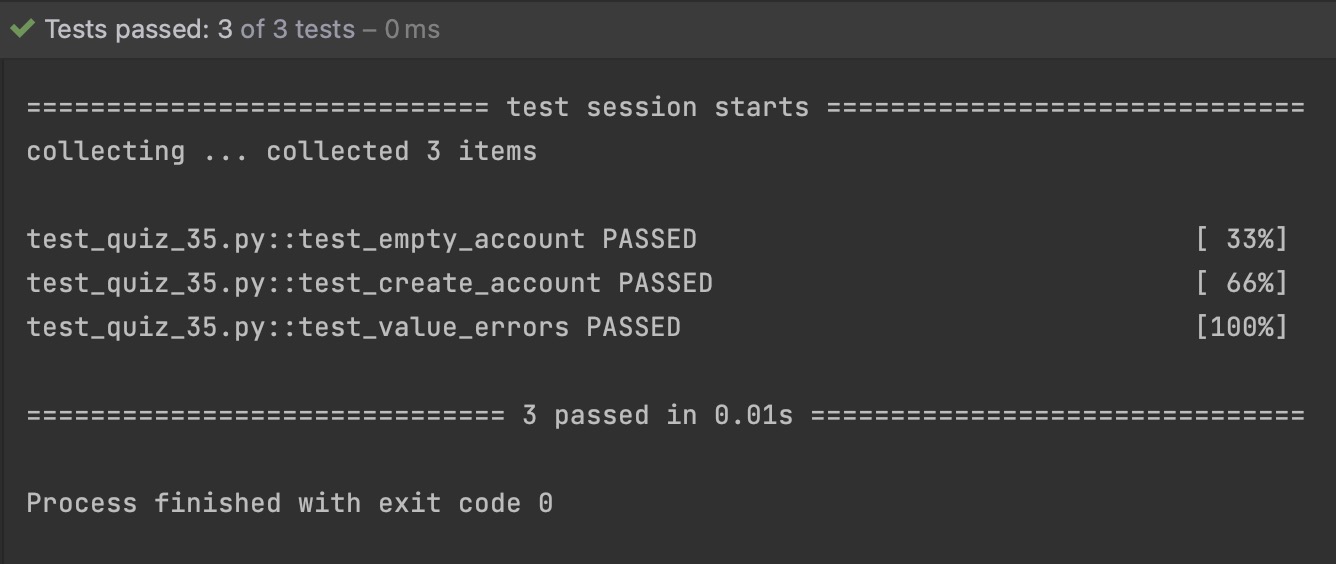 Tests passed: 3 of 3 tests – 0 ms
============================= test session starts ==============================
collecting ... collected 3 items

test_quiz_35.py::test_empty_account PASSED                               [ 33%]
test_quiz_35.py::test_create_account PASSED                              [ 66%]
test_quiz_35.py::test_value_errors PASSED                                [100%]

============================== 3 passed in 0.01s ===============================

Process finished with exit code 0